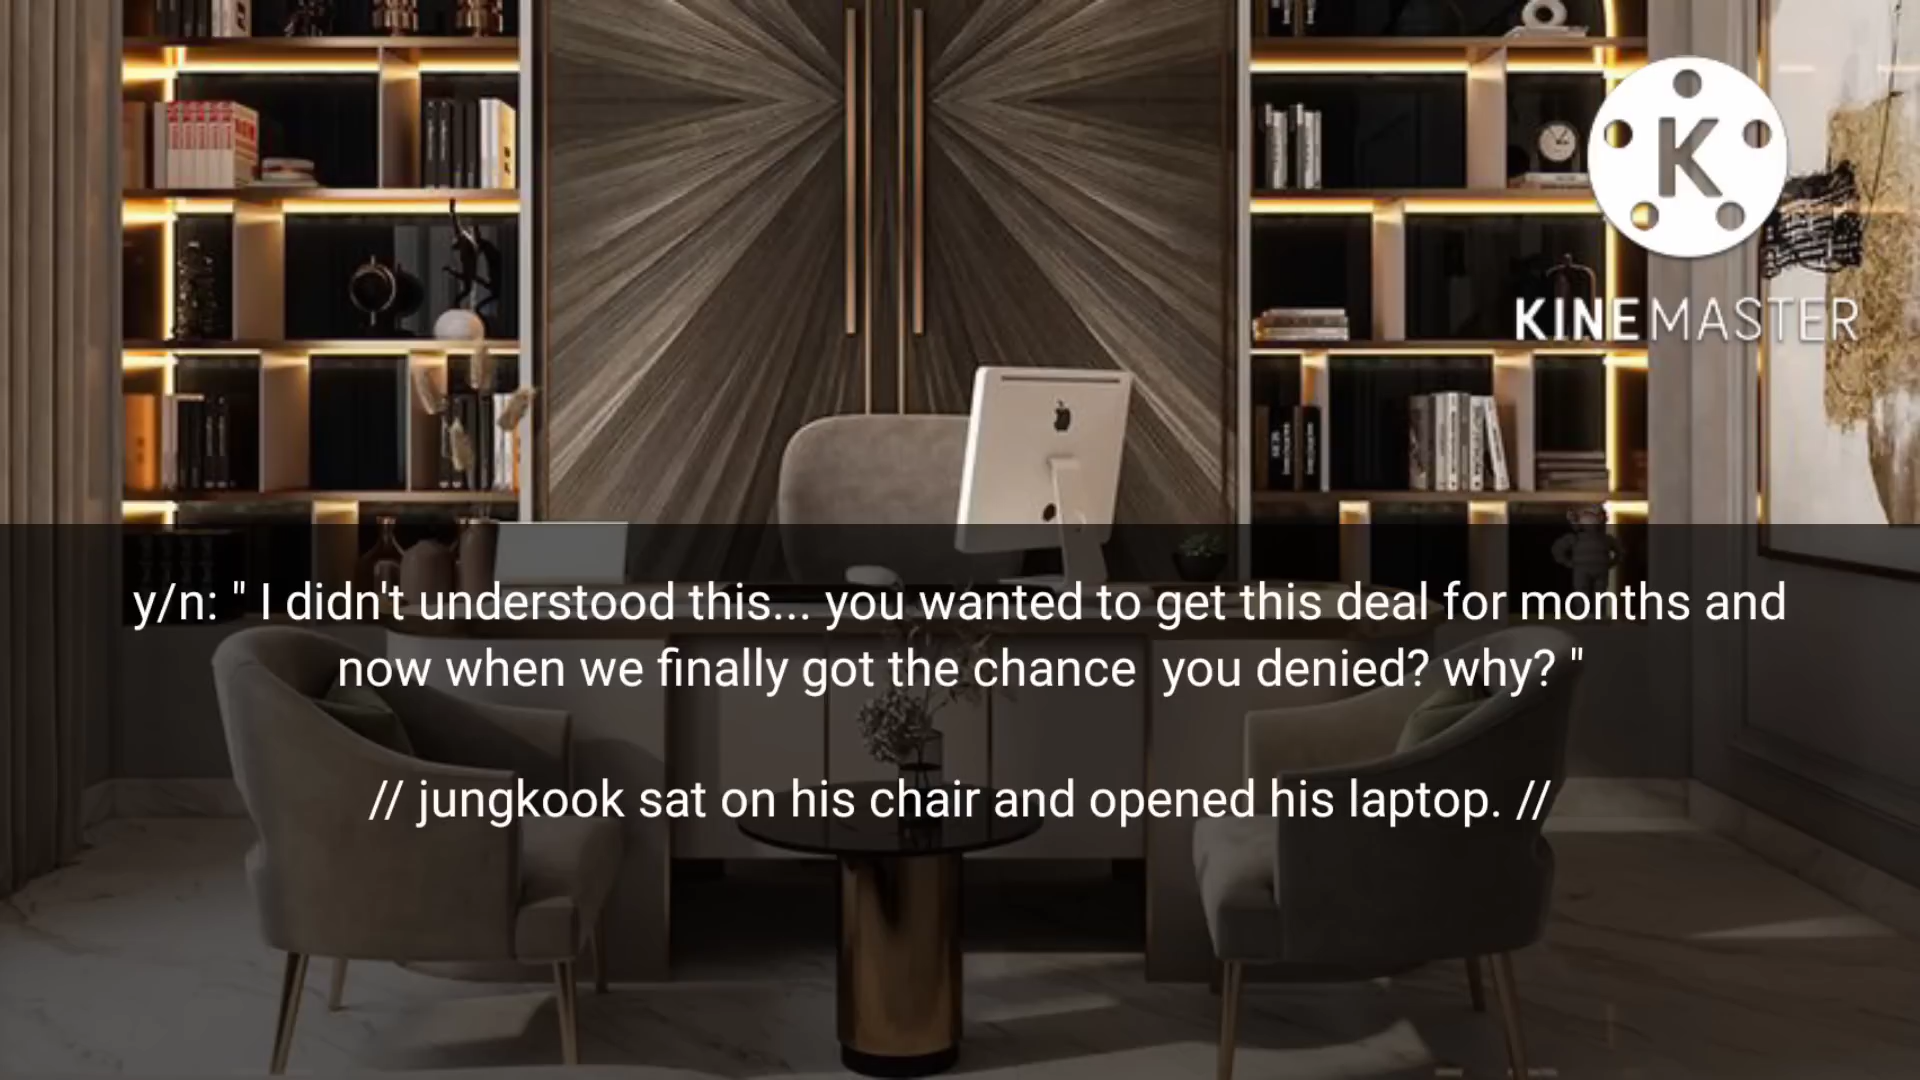 K
KINEMASTER
y/n: " I didn't understood this... you wanted to get this deal for months and
now when we finally got the chance  you denied? why? "
// jungkook sat on his chair and opened his laptop. //